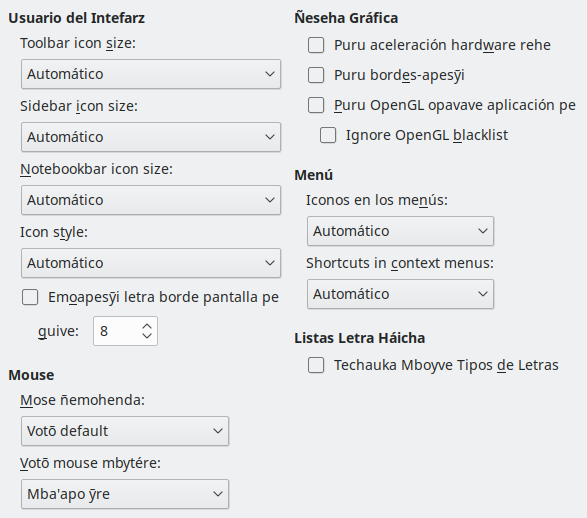 Usuario del Intefarz
Toolbar icon size:
Automático
Sidebar icon size:
Automático
Notebookbar icon size:
Automático
Icon style:
Automático
Emoapesỹi letra borde pantalla pe
guive: 8
Mouse
Mose ñemohenda:
Votõ default
Votõ mouse mbytére:
Mba'apo ỹre
Ñeseha Gráfica
Puru aceleración hardware rehe
Puru bordes-apesỹi
Puru OpenGL opavave aplicación pe
Ignore OpenGL blacklist
Menú
Iconos en los menús:
Automático
Shortcuts in context menus:
Automático
Listas Letra Háicha
Techauka Mboyve Tipos de Letras